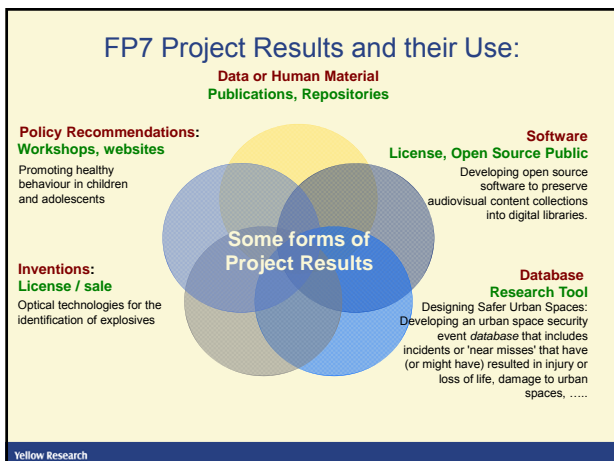 FP7 Project Results and their Use:
Data or Human Material
Publications, Repositories
Policy Recommendations:
Workshops, websites
Promoting healthy
behaviour in children
and adolescents
Software
License, Open Source Public
Developing open source
software to preserve
audiovisual content collections
into digital libraries.
Some forms of
Project Results
Inventions:
License / sale
Optical technologies for the
identification of explosives
Database
Research Tool
Designing Safer Urban Spaces:
Developing an urban space security
event database that includes
incidents or 'near misses' that have
(or might have) resulted in injury or
loss of life, damage to urban
spaces, …..
Yellow Research